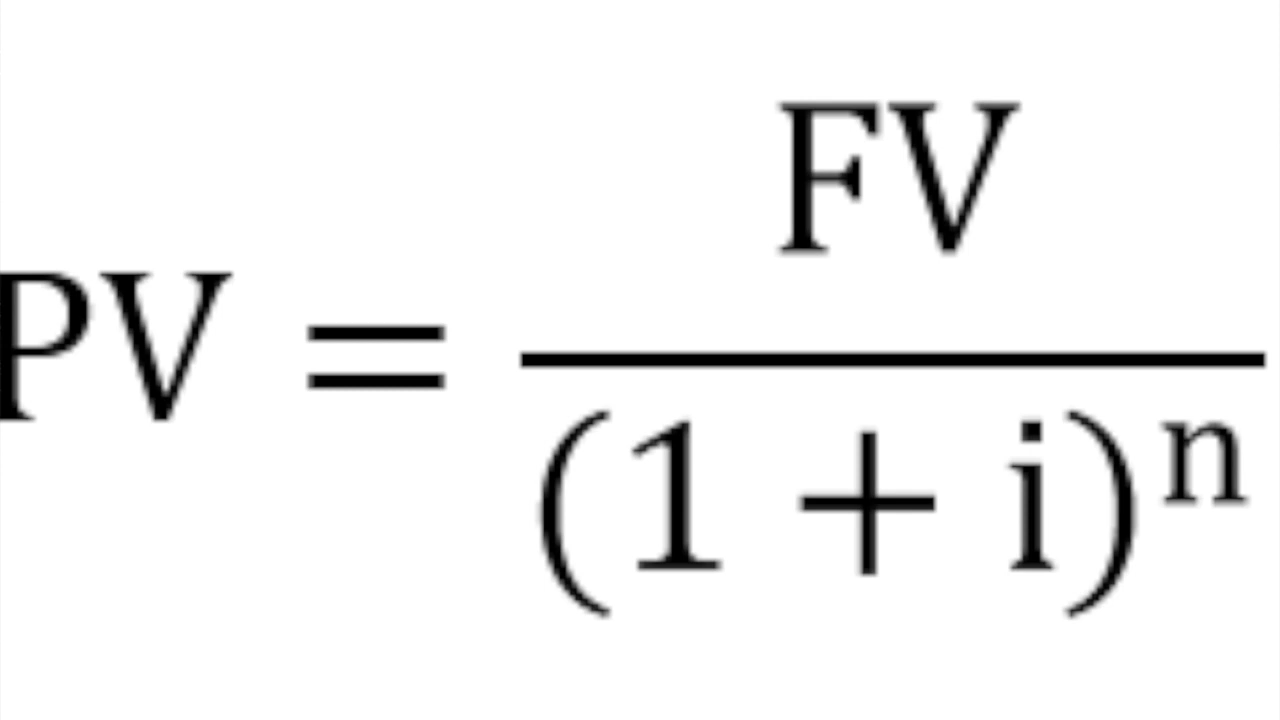 PV = FV
(1 + i)ⁿ